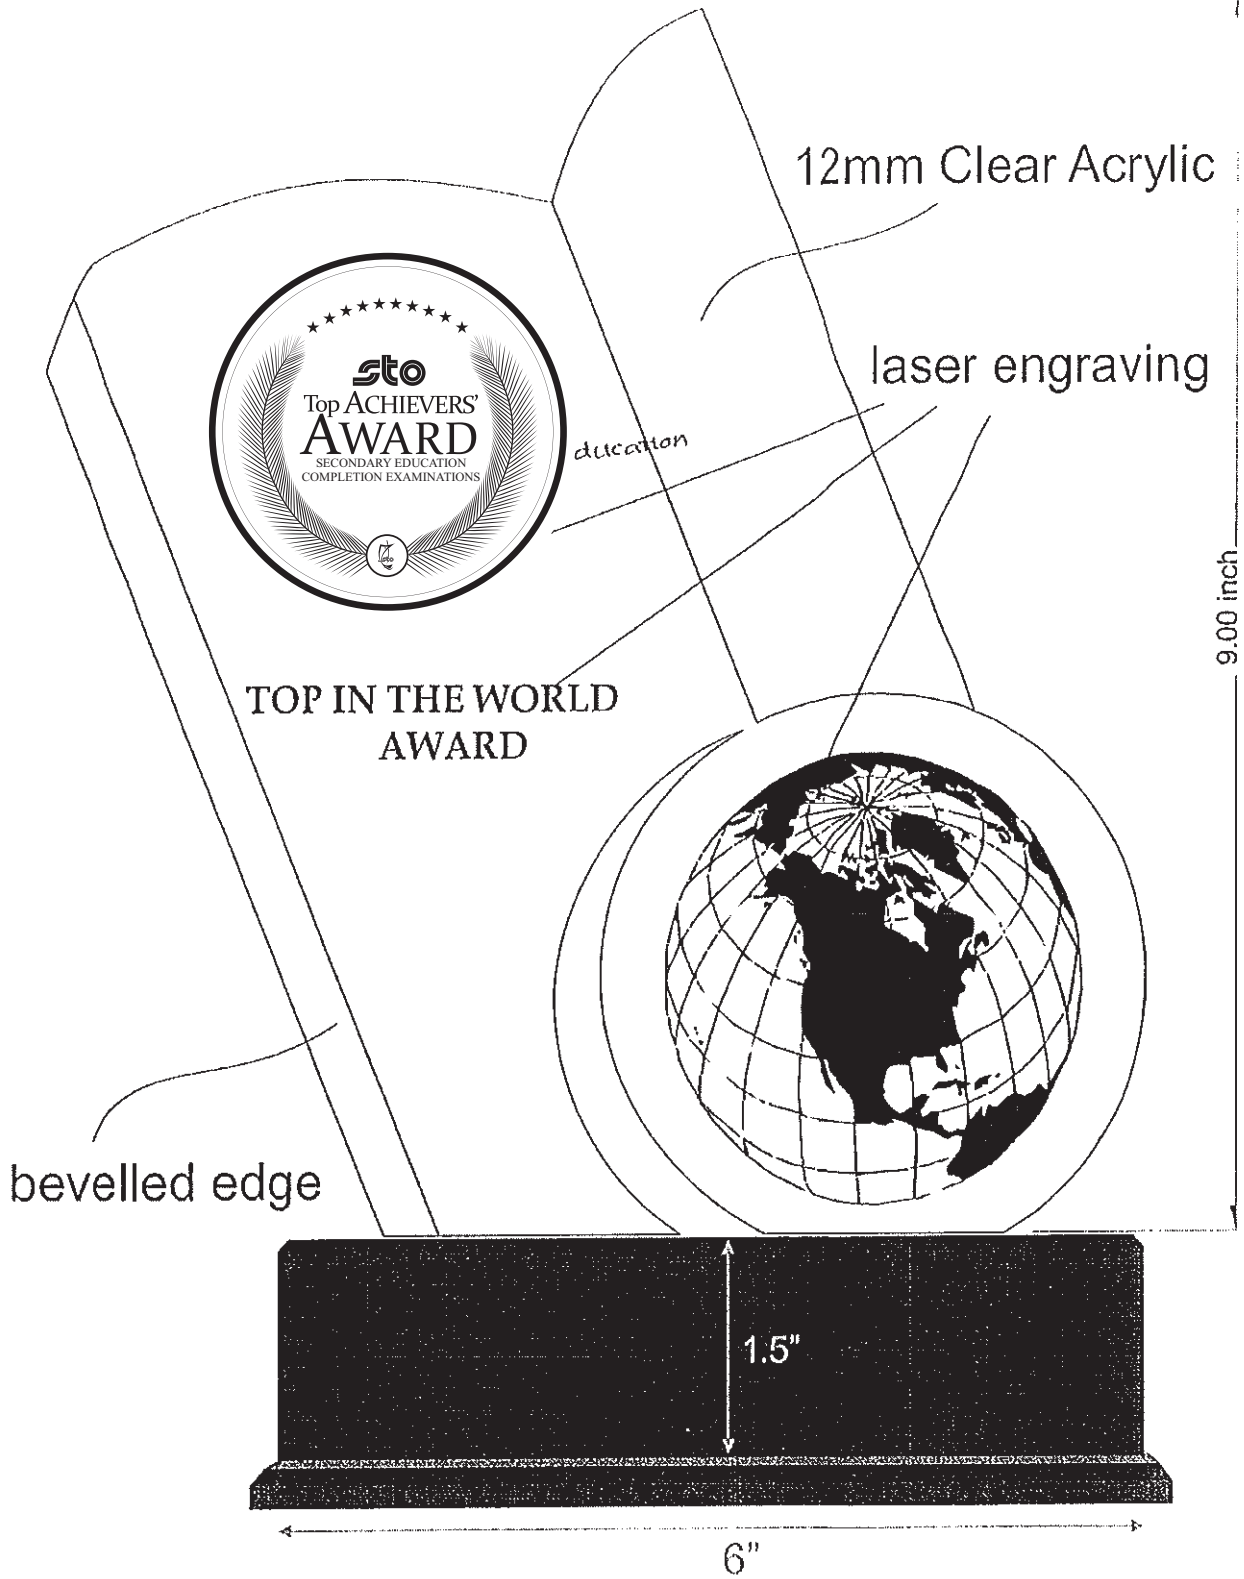 12mm Clear Acrylic
laser engraving
sto
Top ACHIEVERS'
AWARD
SECONDARY EDUCATION
COMPLETION EXAMINATIONS
ducation
sto
9.00 inch
TOP IN THE WORLD
AWARD
bevelled edge
1.5"
6"